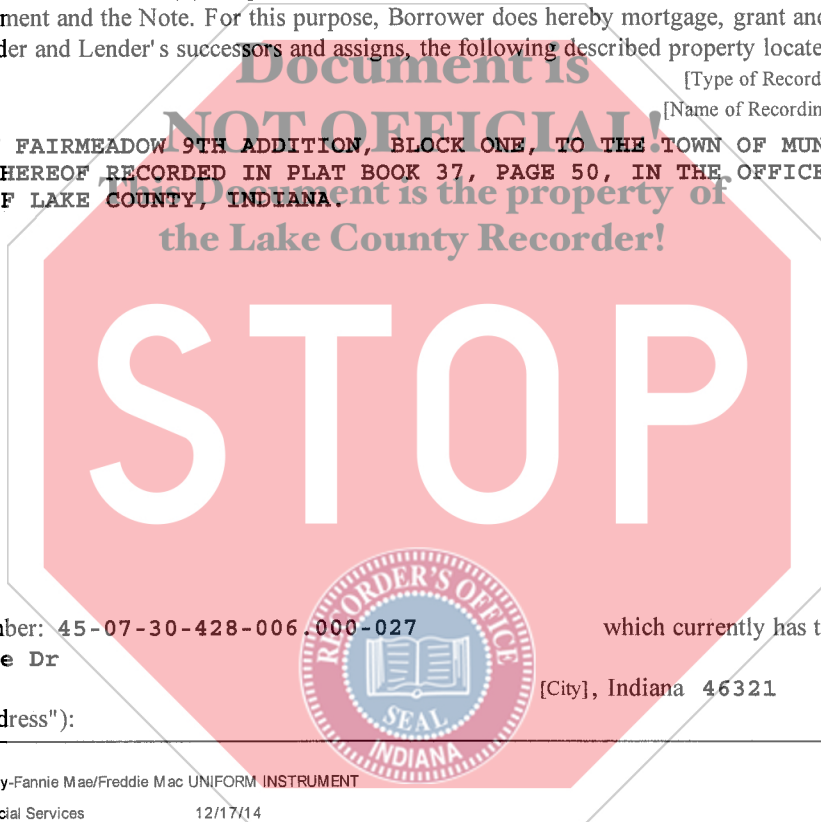 ment and the Note. For this purpose, Borrower does hereby mortgage, grant and
der and Lender's successors and assigns, the following described property locate
Document is
[Type of Record
[Name of Recordin
NOT OFFICIAL!
FAIRMEADOW 9TH ADDITION, BLOCK ONE, TO THE TOWN OF MUN
HEREOF RECORDED IN PLAT BOOK 37, PAGE 50, IN THE OFFICE
This Document is the property of
F LAKE COUNTY, INDIANA.
the Lake County Recorder!
STOP
RECORDER'S OFFICE
SEAL
INDIANA
ber: 45-07-30-428-006.000-027 which currently has t
e Dr
[City], Indiana 46321
dress"):
y-Fannie Mae/Freddie Mac UNIFORM INSTRUMENT
cial Services 12/17/14